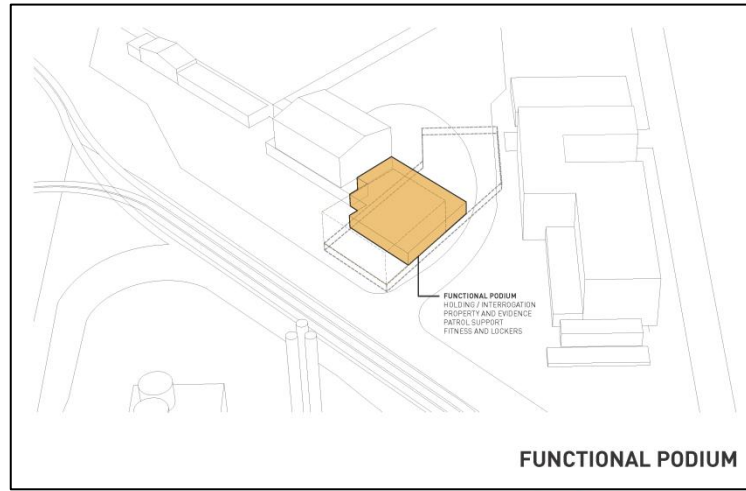 FUNCTIONAL PODIUM
HOLDING / INTERROGATION
PROPERTY AND EVIDENCE
PATROL SUPPORT
FITNESS AND LOCKERS
FUNCTIONAL PODIUM